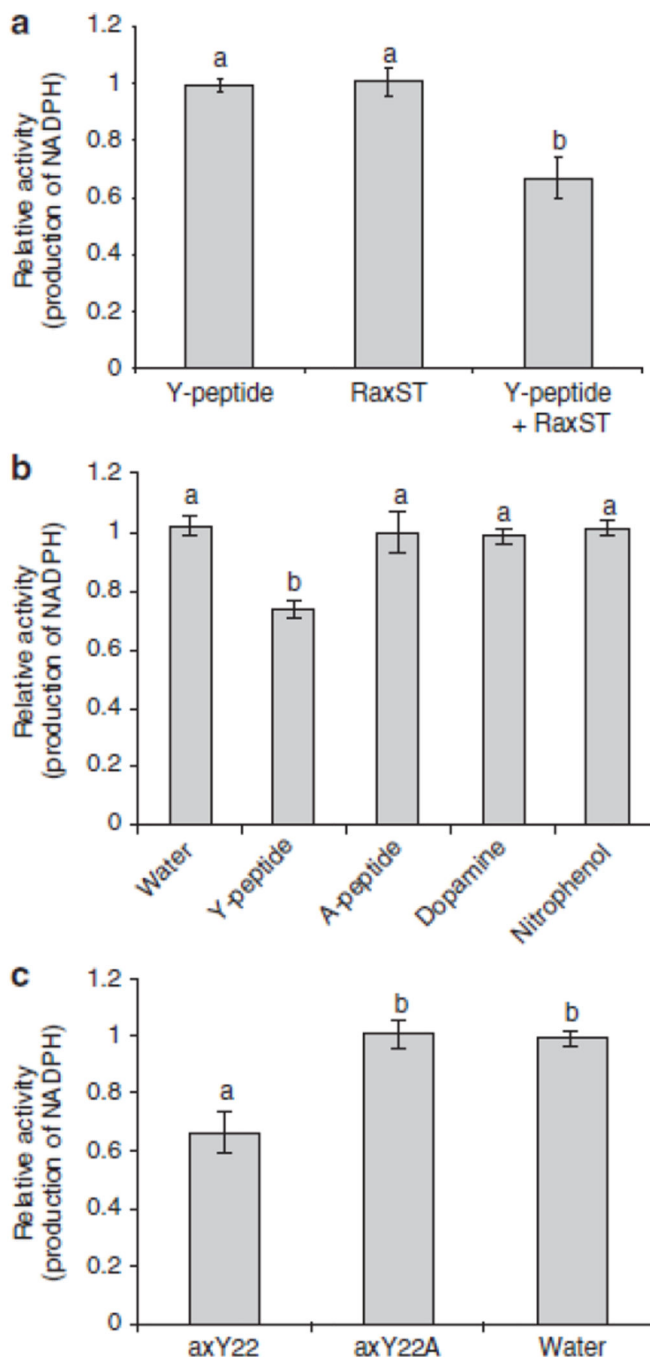 a
Relative activity
(production of NADPH)
1.2
1
0.8
0.6
0.4
0.2
0
a
a
b
Y-peptide
RaxST
Y-peptide
+ RaxST
b
Relative activity
(production of NADPH)
1.2
1
0.8
0.6
0.4
0.2
0
a
b
a
a
a
Water
Y-peptide
A-peptide
Dopamine
Nitrophenol
c
Relative activity
(production of NADPH)
1.2
1
0.8
0.6
0.4
0.2
0
a
b
b
axY22
axY22A
Water